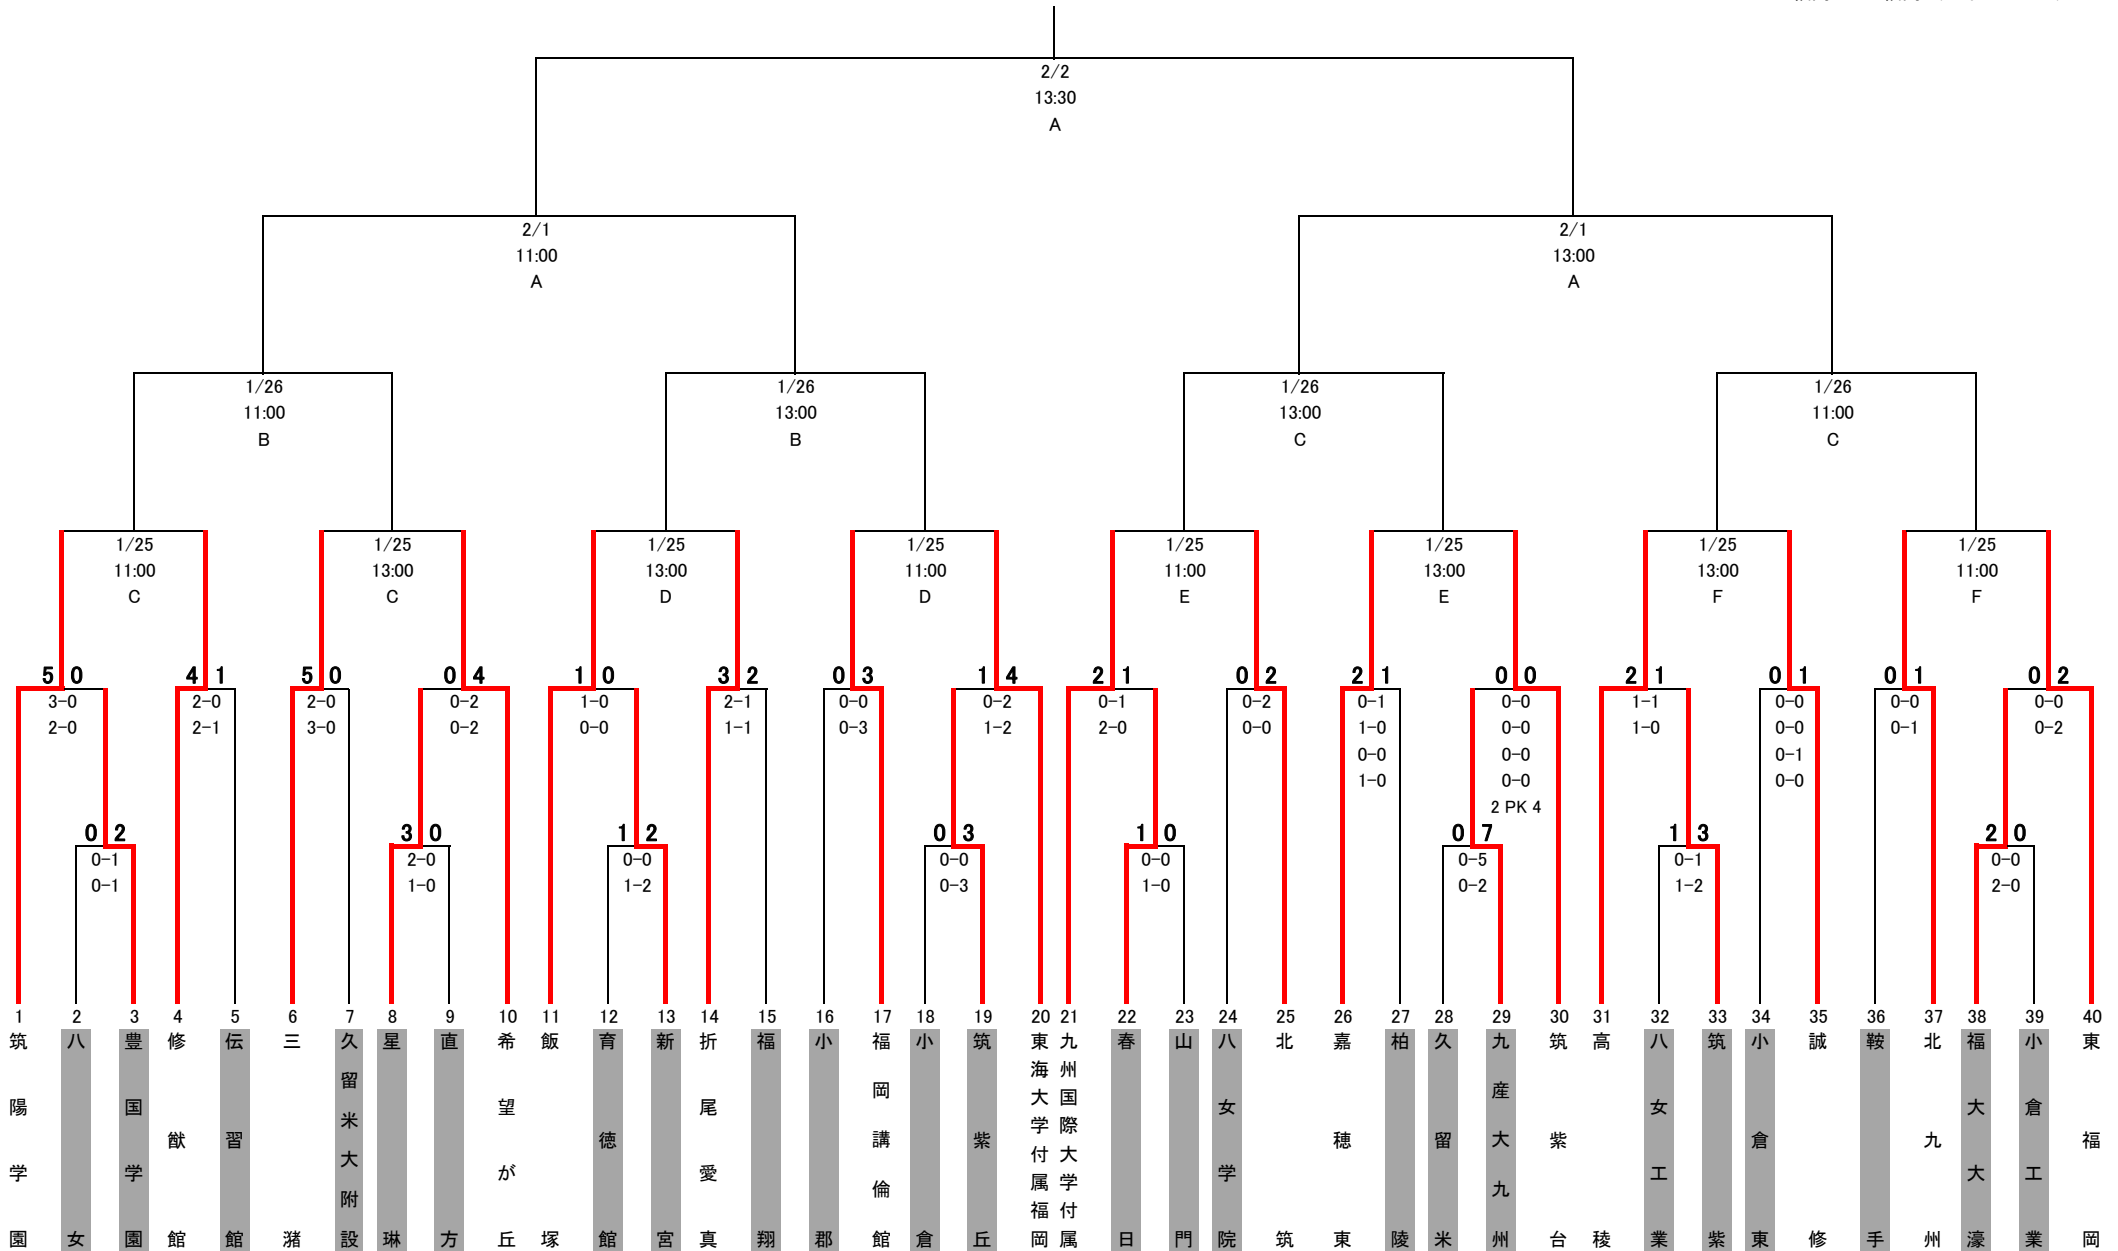 2/2
13:30
A
2/1
11:00
A
2/1
13:00
A
1/26
11:00
B
1/26
13:00
B
1/26
13:00
C
1/26
11:00
C
1/25
11:00
C
1/25
13:00
C
1/25
13:00
D
1/25
11:00
D
1/25
11:00
E
1/25
13:00
E
1/25
13:00
F
1/25
11:00
F
5 0
3-0
2-0
4 1
2-0
2-1
5 0
2-0
3-0
0 4
0-2
0-2
1 0
1-0
0-0
3 2
2-1
1-1
0 3
0-0
0-3
1 4
0-2
1-2
2 1
0-1
2-0
0 2
0-2
0-0
2 1
0-1
1-0
0-0
1-0
0 0
0-0
0-0
0-0
0-0
2 PK 4
2 1
1-1
1-0
0 1
0-0
0-0
0-1
0-0
0 1
0-0
0-1
0 2
0-0
0-2
0 2
0-1
0-1
3 0
2-0
1-0
1 2
0-0
1-2
0 3
0-0
0-3
1 0
0-0
1-0
0 7
0-5
0-2
1 3
0-1
1-2
2 0
0-0
2-0
1 筑陽学園
2 八女
3 豊国学園
4 修猷館
5 伝習館
6 三潴
7 久留米大附設
8 星琳
9 直方
10 希望が丘
11 飯塚
12 育徳館
13 新宮
14 折尾愛真
15 福翔
16 小郡
17 福岡講倫館
18 小倉
19 筑紫丘
20 東海大学付属福岡
21 九州国際大学付属
22 春日
23 山門
24 八女学院
25 北筑
26 嘉穂東
27 柏陵
28 久留米
29 九産大九州
30 筑紫台
31 高稜
32 八女工業
33 筑紫
34 小倉東
35 誠修
36 鞍手
37 北九州
38 福大大濠
39 小倉工業
40 東福岡